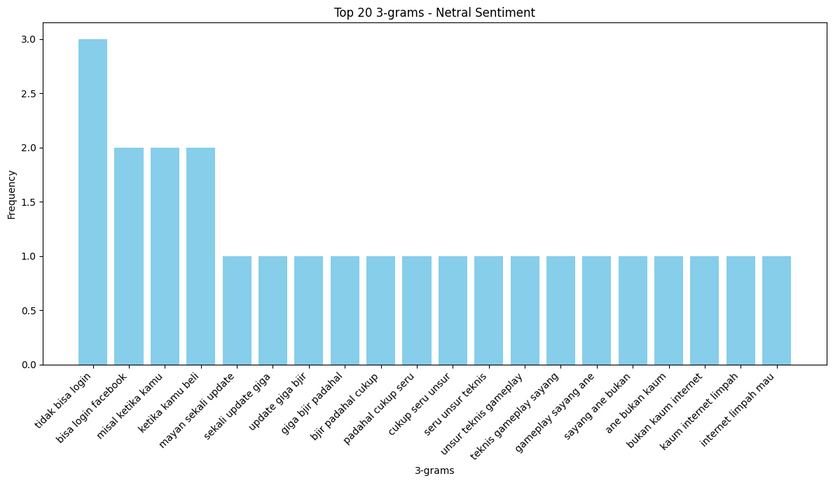 Top 20 3-grams - Netral Sentiment
Frequency
3.0
2.5
2.0
1.5
1.0
0.5
0.0
tidak bisa login
bisa login facebook
misal ketika kamu
ketika kamu beli
mayan sekali update
sekali update giga
update giga bjir
giga bjir padahal
bjir padahal cukup
padahal cukup seru
cukup seru unsur
seru unsur teknis
unsur teknis gameplay
teknis gameplay sayang
gameplay sayang ane
sayang ane bukan
ane bukan kaum
bukan kaum internet
kaum internet limpah
internet limpah mau
3-grams